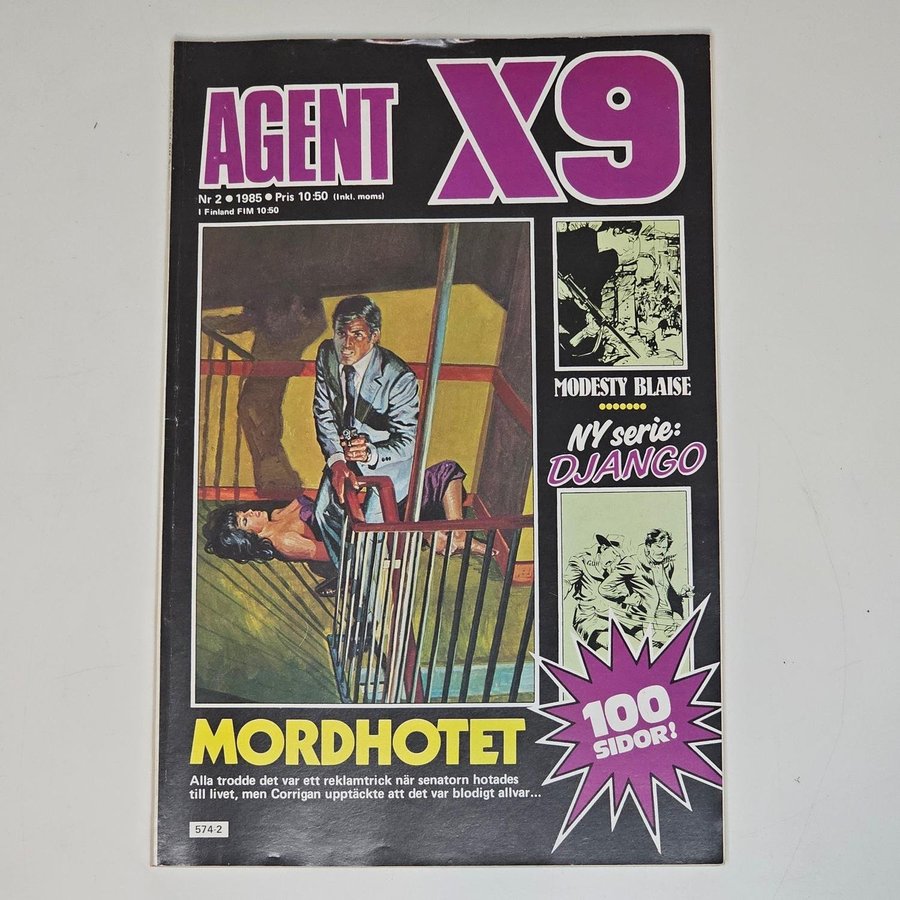 AGENT X9
Nr 2 ● 1985 ● Pris 10:50 (Inkl. moms)
I Finland FIM 10:50
MODESTY BLAISE
NY serie:
DJANGO
100
SIDOR!
MORDHOTET
Alla trodde det var ett reklamtrick när senatorn hotades
till livet, men Corrigan upptäckte att det var blodigt allvar...
574-2